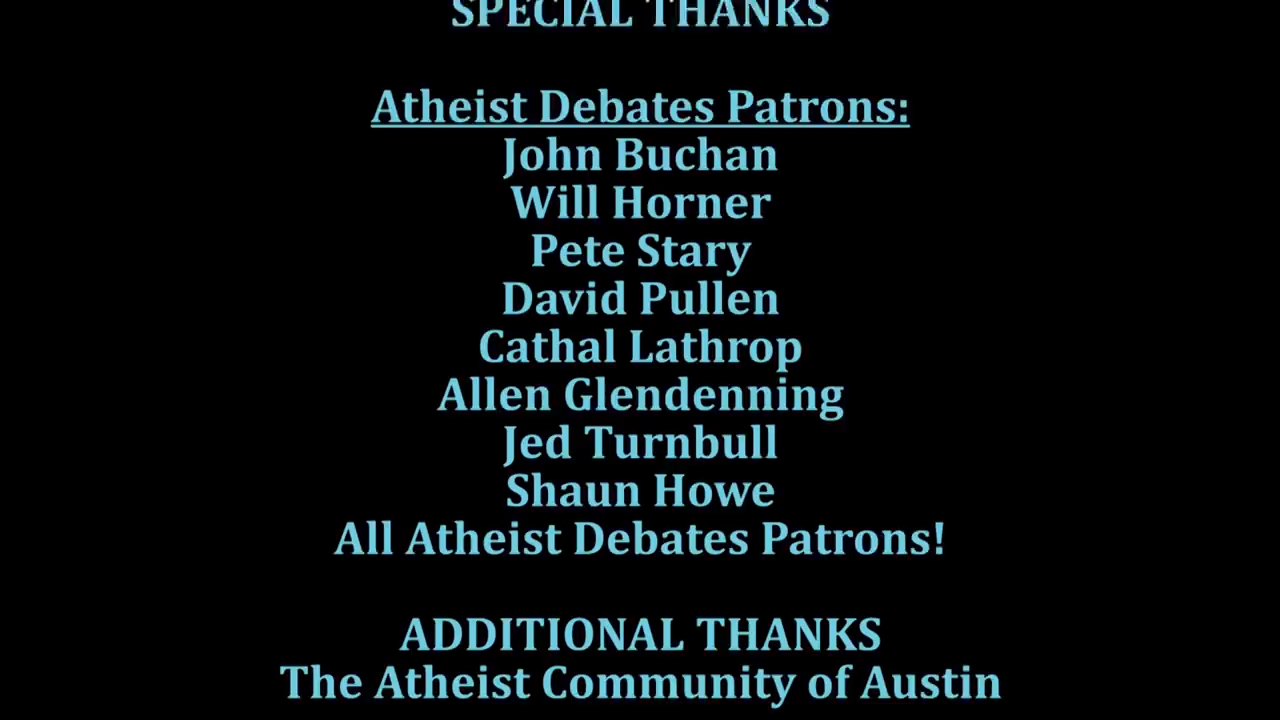 SPECIAL THANKS
Atheist Debates Patrons:
John Buchan
Will Horner
Pete Stary
David Pullen
Cathal Lathrop
Allen Glendenning
Jed Turnbull
Shaun Howe
All Atheist Debates Patrons!
ADDITIONAL THANKS
The Atheist Community of Austin